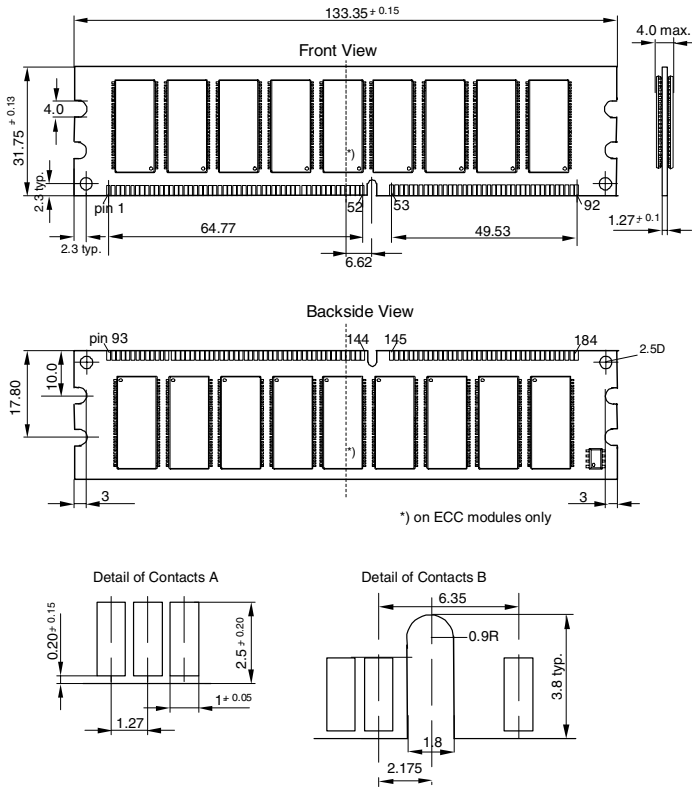 133.35 ± 0.15
4.0 max.
Front View
31.75 ± 0.13
4.0
*)
2.3 typ.
pin 1
52
53
92
1.27 ± 0.1
2.3 typ.
64.77
6.62
49.53
Backside View
pin 93
144
145
184
2.5D
17.80
10.0
*)
3
3
*) on ECC modules only
Detail of Contacts A
Detail of Contacts B
0.20 ± 0.15
2.5 ± 0.20
1 ± 0.05
1.27
6.35
0.9R
3.8 typ.
1.8
2.175